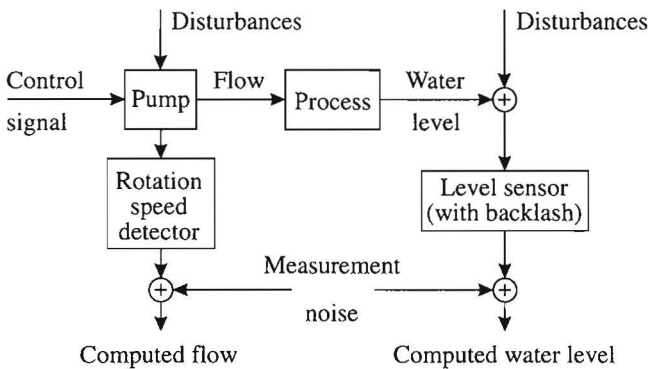 Disturbances
Disturbances
Control
signal
Pump
Flow
Process
Water
level
Rotation
speed
detector
Level sensor
(with backlash)
Measurement
noise
Computed flow
Computed water level